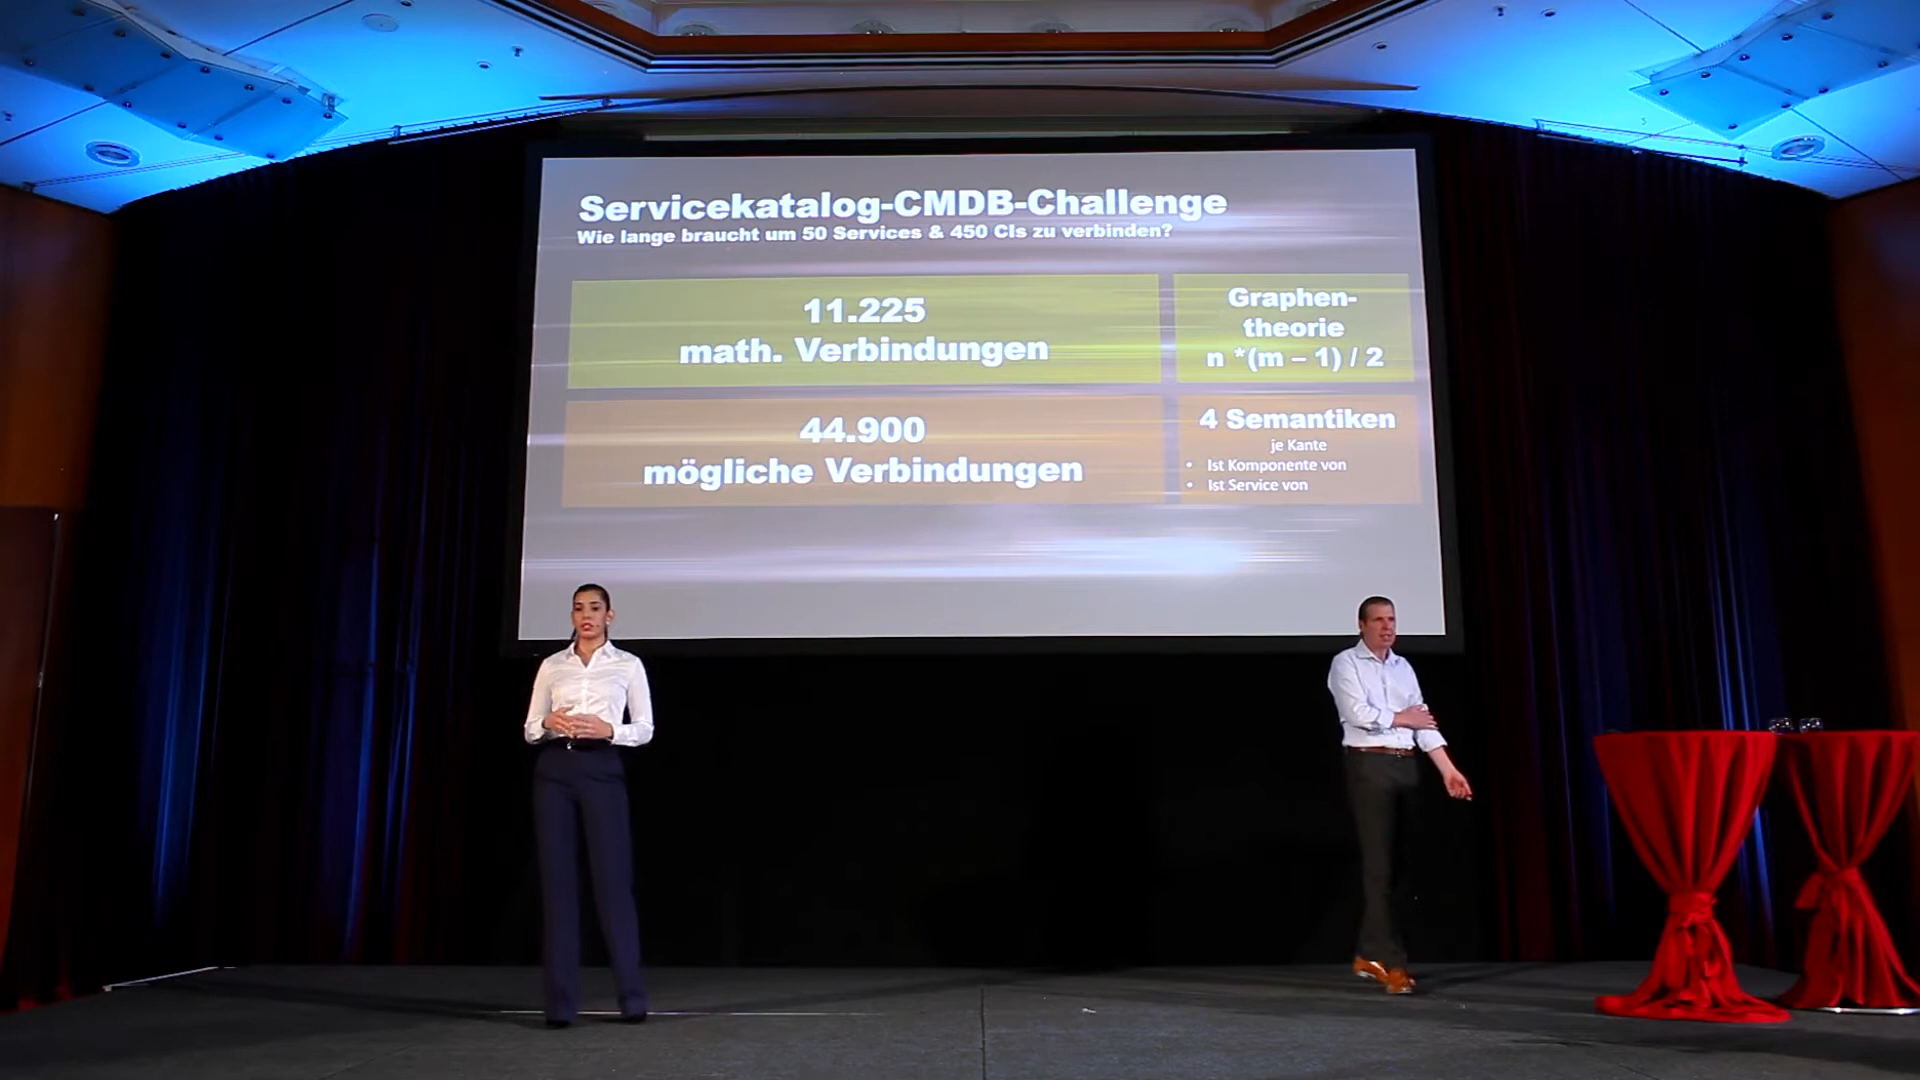 Servicekatalog-CMDB-Challenge
Wie lange braucht um 50 Services & 450 CIs zu verbinden?
11.225
math. Verbindungen
Graphen-
theorie
n *(m – 1) / 2
44.900
mögliche Verbindungen
4 Semantiken
je Kante
• Ist Komponente von
• Ist Service von